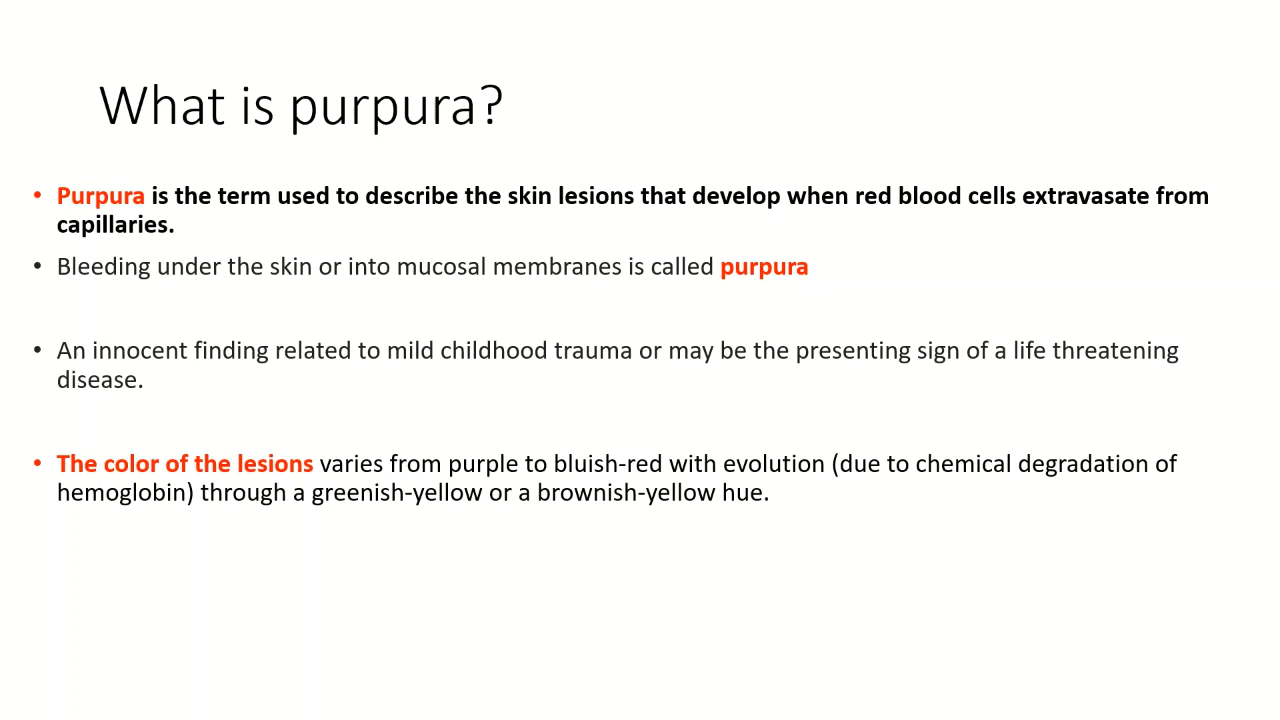 What is purpura?
• Purpura is the term used to describe the skin lesions that develop when red blood cells extravasate from
capillaries.
• Bleeding under the skin or into mucosal membranes is called purpura
• An innocent finding related to mild childhood trauma or may be the presenting sign of a life threatening
disease.
• The color of the lesions varies from purple to bluish-red with evolution (due to chemical degradation of
hemoglobin) through a greenish-yellow or a brownish-yellow hue.